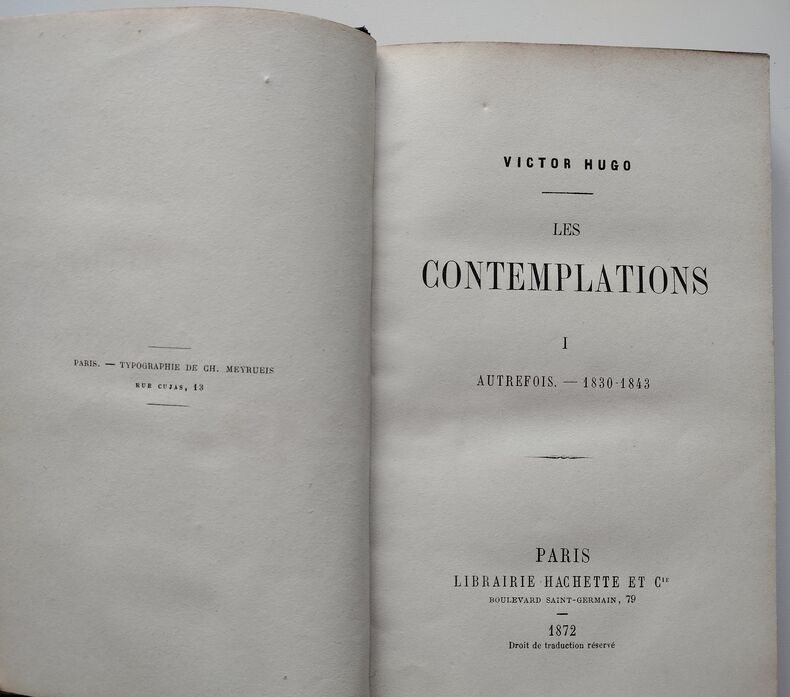 PARIS. — TYPOGRAPHIE DE CH. MEYRUEIS
RUE CUJAS, 13
VICTOR HUGO
LES
CONTEMPLATIONS
I
AUTREFOIS. — 1830-1843
PARIS
LIBRAIRIE HACHETTE ET Cie
BOULEVARD SAINT-GERMAIN, 79
1872
Droit de traduction réservé